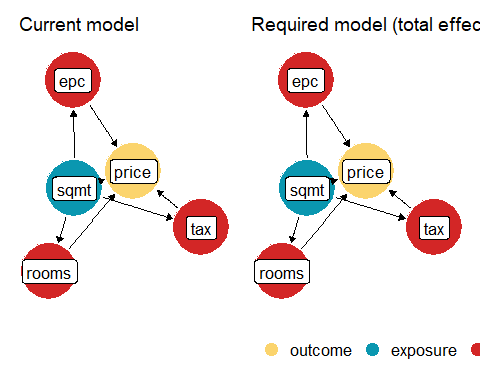 Current model
Required model (total effec
epc
price
sqmt
tax
rooms
epc
price
sqmt
tax
rooms
outcome exposure